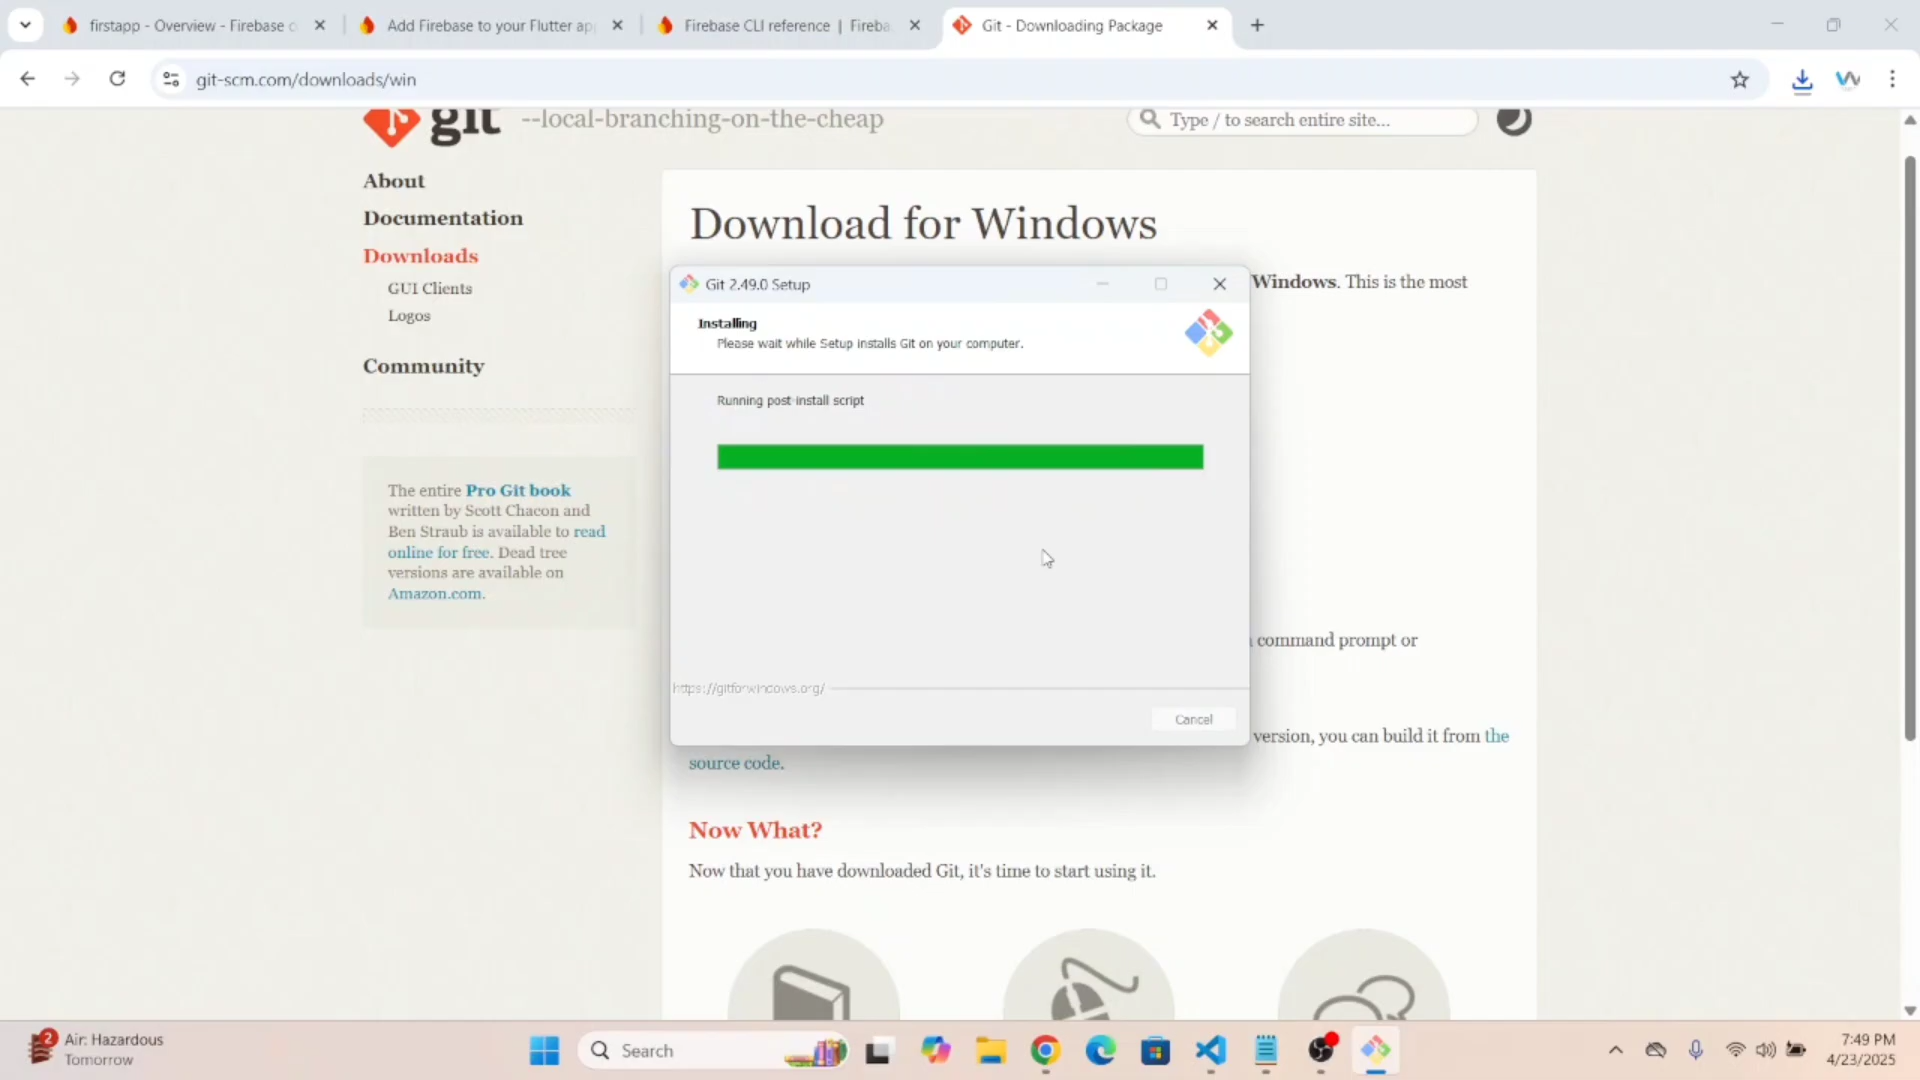 firstapp - Overview - Firebase c
Add Firebase to your Flutter app
Firebase CLI reference | Fireba
Git - Downloading Package
git-scm.com/downloads/win
git --local-branching-on-the-cheap
Type / to search entire site...
About
Documentation
Downloads
GUI Clients
Logos
Community
The entire Pro Git book
written by Scott Chacon and
Ben Straub is available to read
online for free. Dead tree
versions are available on
Amazon.com.
Download for Windows
Windows. This is the most
Git 2.49.0 Setup
Installing
Please wait while Setup installs Git on your computer.
Running post-install script
https://gitforwindows.org/
Cancel
command prompt or
version, you can build it from the
source code.
Now What?
Now that you have downloaded Git, it's time to start using it.
2
Air: Hazardous
Tomorrow
Search
7:49 PM
4/23/2025